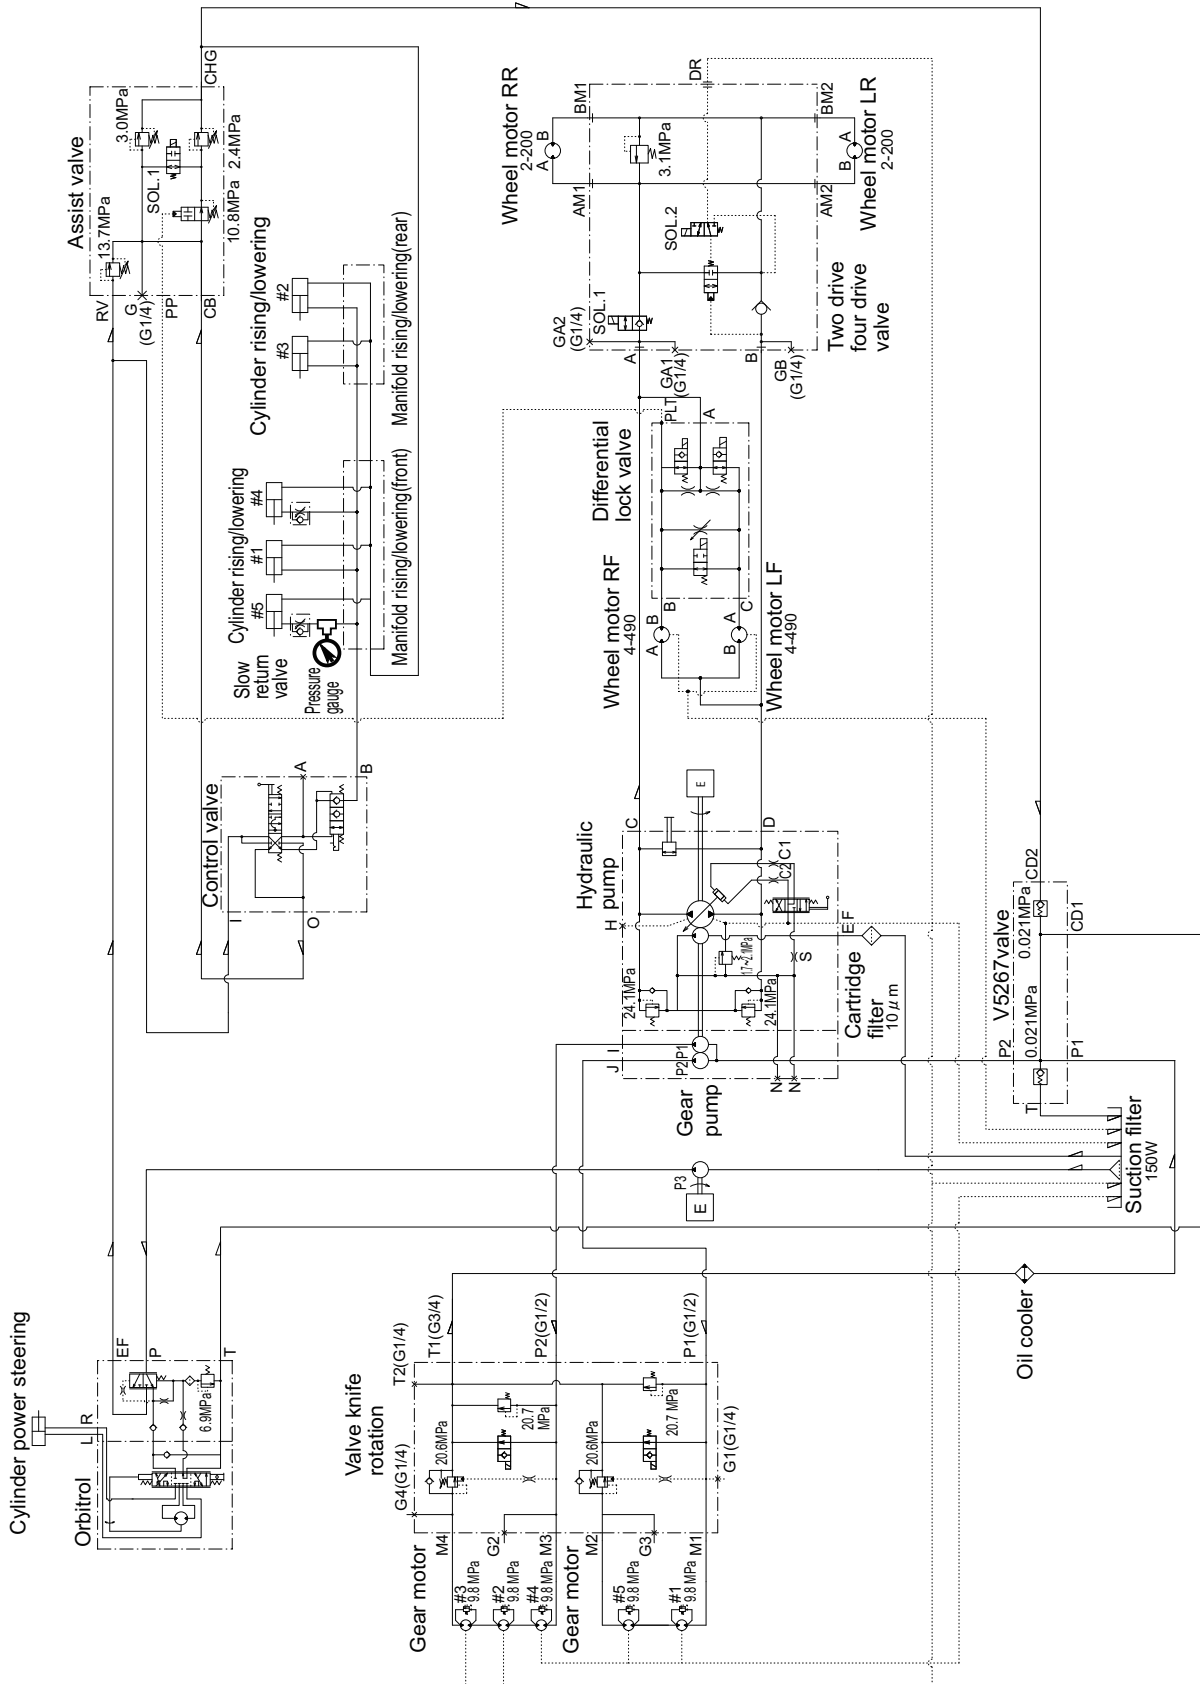 Assist valve
3.0MPa
CHG
13.7MPa
SOL.1
2.4MPa
10.8MPa
RV
G
(G1/4)
PP
CB
Cylinder rising/lowering
#2
#3
Manifold rising/lowering(rear)
Cylinder rising/lowering
#4
#1
#5
Manifold rising/lowering(front)
Slow
return
valve
Pressure
gauge
Control valve
A
B
I
O
Wheel motor RR
2-200
A
B
BM1
AM1
DR
3.1MPa
BM2
AM2
Wheel motor LR
2-200
B
A
SOL.2
SOL.1
GA2
(G1/4)
A
GA1
(G1/4)
B
GB
(G1/4)
Two drive
four drive
valve
Differential
lock valve
PLT
A
B
C
Wheel motor RF
4-490
A
B
B
A
Wheel motor LF
4-490
Hydraulic
pump
E
C
D
C1
C2
H
EF
S
1.7~2.1MPa
24.1MPa
24.1MPa
Cartridge
filter
10μm
J
I
P2
P1
N
N
Gear
pump
V5267valve
0.021MPa
CD2
CD1
0.021MPa
P2
P1
T
Suction filter
150W
P3
E
Oil cooler
Cylinder power steering
Orbitrol
L
R
EF
P
T
6.9MPa
Valve knife
rotation
T2(G1/4)
T1(G3/4)
P2(G1/2)
P1(G1/2)
G1(G1/4)
G4(G1/4)
20.6MPa
20.7
MPa
20.6MPa
20.7 MPa
M4
G2
M3
M2
G3
M1
Gear motor
#3
9.8 MPa
#2
9.8 MPa
#4
9.8 MPa
Gear motor
#5
9.8 MPa
#1
9.8 MPa